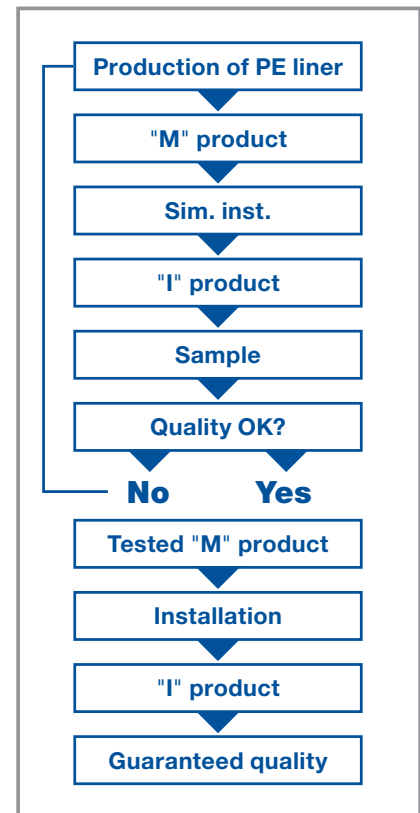 Production of PE liner
"M" product
Sim. inst.
"I" product
Sample
Quality OK?
No Yes
Tested "M" product
Installation
"I" product
Guaranteed quality